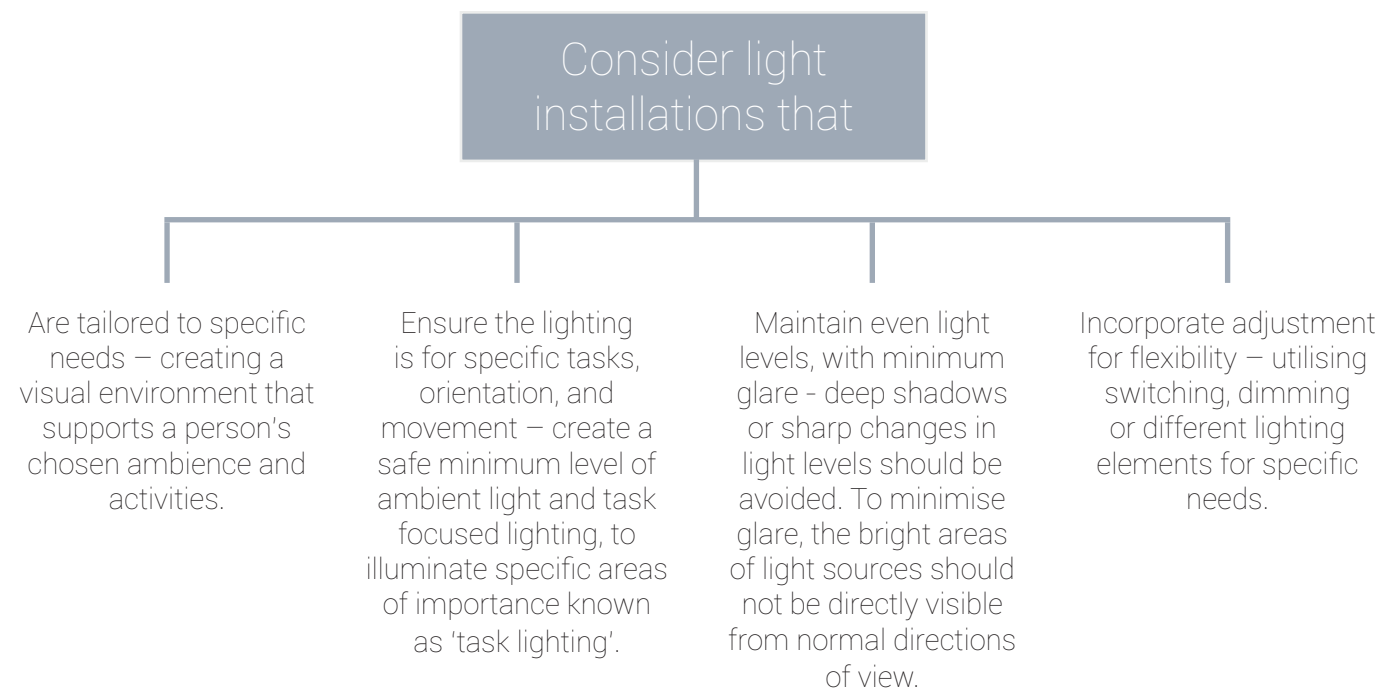 Consider light
installations that
Are tailored to specific
needs – creating a
visual environment that
supports a person's
chosen ambience and
activities.
Ensure the lighting
is for specific tasks,
orientation, and
movement – create a
safe minimum level of
ambient light and task
focused lighting, to
illuminate specific areas
of importance known
as 'task lighting'.
Maintain even light
levels, with minimum
glare - deep shadows
or sharp changes in
light levels should be
avoided. To minimise
glare, the bright areas
of light sources should
not be directly visible
from normal directions
of view.
Incorporate adjustment
for flexibility – utilising
switching, dimming
or different lighting
elements for specific
needs.